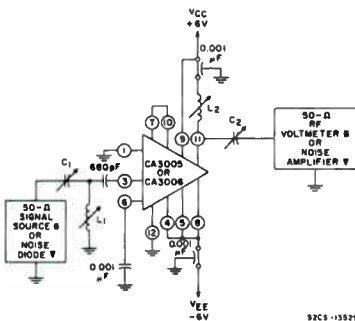 VCC
+6V
0.001
µF
L2
C2
7
10
9
11
50-Ω
RF
VOLTMETER θ
OR
NOISE
AMPLIFIER ▼
1
CA3005
OR
CA3006
C1
680pF
3
50-Ω
SIGNAL
SOURCE θ
OR
NOISE
DIODE ▼
L1
6
12
4
5
8
0.001
µF
0.001
µF
VEE
-6V